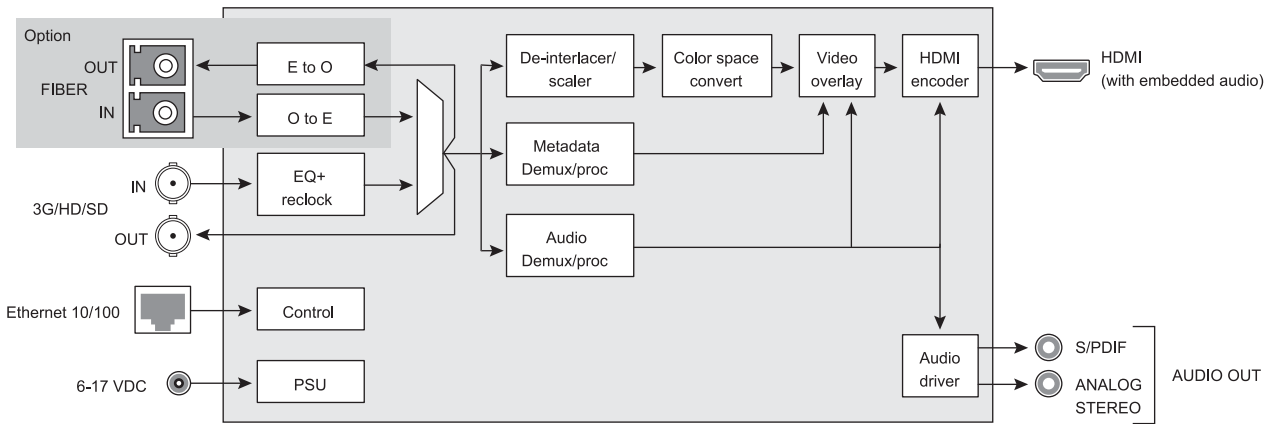 Option
OUT
FIBER
IN
E to O
O to E
IN
3G/HD/SD
OUT
EQ+
reclock
De-interlacer/
scaler
Color space
convert
Video
overlay
HDMI
encoder
HDMI
(with embedded audio)
Metadata
Demux/proc
Audio
Demux/proc
Ethernet 10/100
Control
6-17 VDC
PSU
Audio
driver
S/PDIF
ANALOG
STEREO
AUDIO OUT